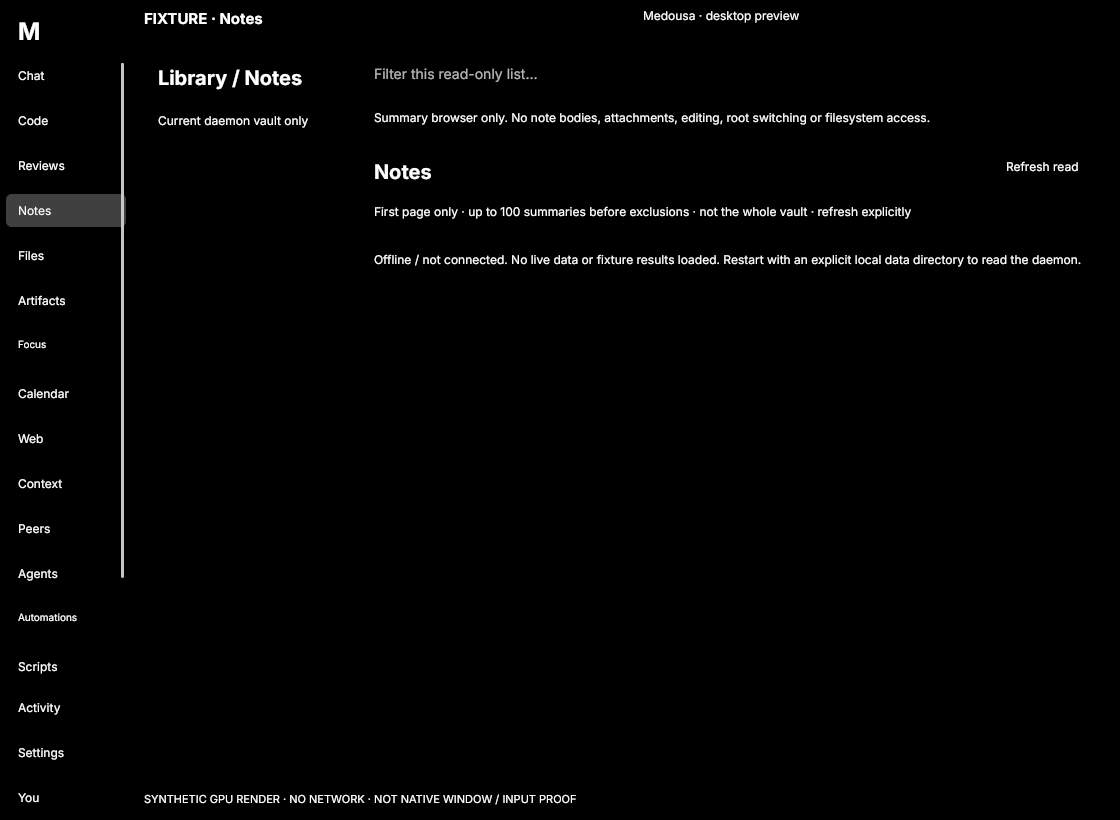 M
Chat
Code
Reviews
Notes
Files
Artifacts
Focus
Calendar
Web
Context
Peers
Agents
Automations
Scripts
Activity
Settings
You
FIXTURE · Notes
Medousa · desktop preview
Library / Notes
Current daemon vault only
Filter this read-only list...
Summary browser only. No note bodies, attachments, editing, root switching or filesystem access.
Notes
Refresh read
First page only · up to 100 summaries before exclusions · not the whole vault · refresh explicitly
Offline / not connected. No live data or fixture results loaded. Restart with an explicit local data directory to read the daemon.
SYNTHETIC GPU RENDER · NO NETWORK · NOT NATIVE WINDOW / INPUT PROOF